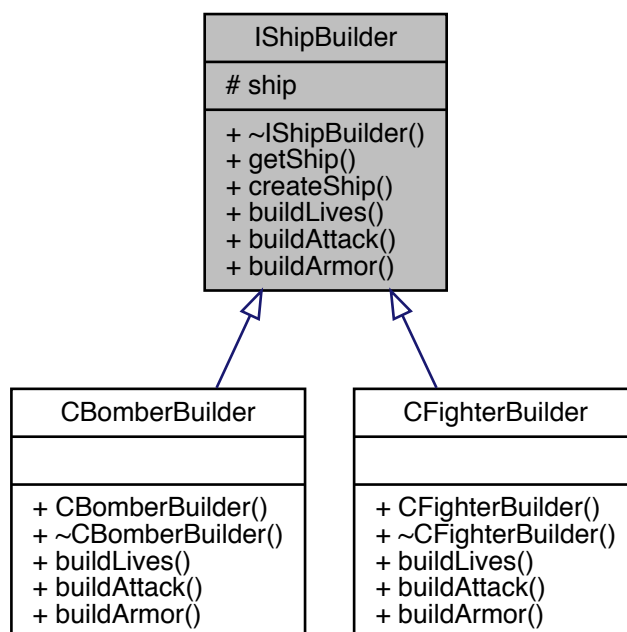 IShipBuilder
# ship
+ ~IShipBuilder()
+ getShip()
+ createShip()
+ buildLives()
+ buildAttack()
+ buildArmor()
CBomberBuilder
+ CBomberBuilder()
+ ~CBomberBuilder()
+ buildLives()
+ buildAttack()
+ buildArmor()
CFighterBuilder
+ CFighterBuilder()
+ ~CFighterBuilder()
+ buildLives()
+ buildAttack()
+ buildArmor()